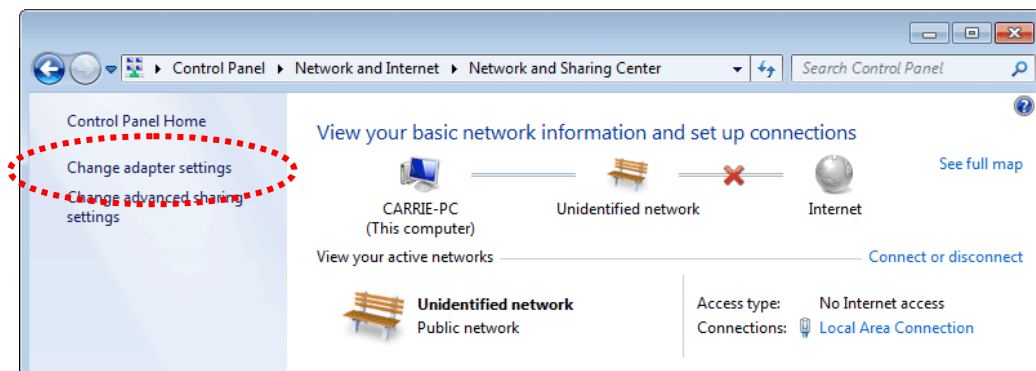 Control Panel Network and Internet Network and Sharing Center
Search Control Panel
Control Panel Home
Change adapter settings
Change advanced sharing
settings
View your basic network information and set up connections
See full map
CARRIE-PC
(This computer)
Unidentified network
Internet
View your active networks
Connect or disconnect
Unidentified network
Public network
Access type: No Internet access
Connections: Local Area Connection